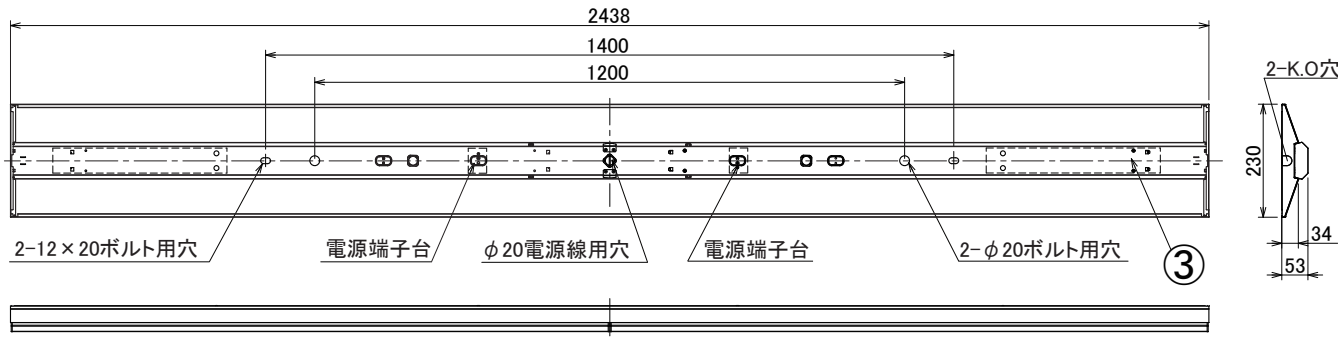 2438
1400
1200
2-K.O穴
230
2-12×20ボルト用穴
電源端子台
φ20電源線用穴
電源端子台
2-φ20ボルト用穴
③
34
53